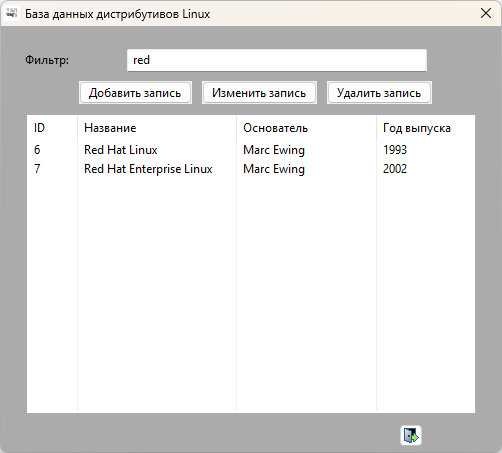 База данных дистрибутивов Linux
Фильтр: red
Добавить запись Изменить запись Удалить запись
ID Название Основатель Год выпуска
6 Red Hat Linux Marc Ewing 1993
7 Red Hat Enterprise Linux Marc Ewing 2002